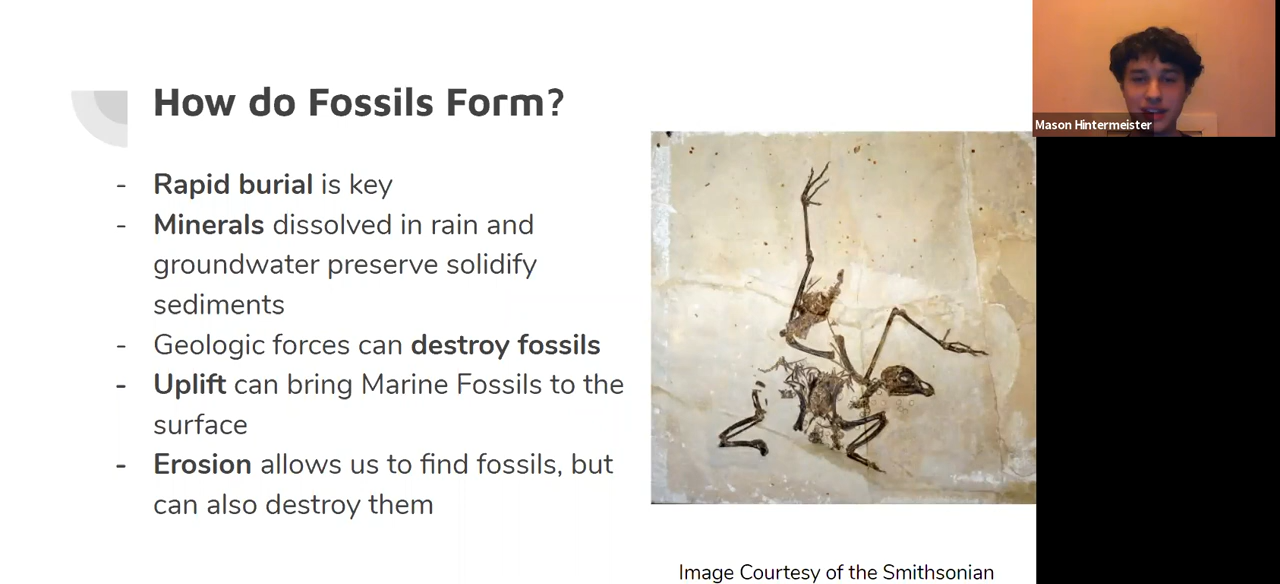 How do Fossils Form?
- Rapid burial is key
- Minerals dissolved in rain and
groundwater preserve solidify
sediments
- Geologic forces can destroy fossils
- Uplift can bring Marine Fossils to the
surface
- Erosion allows us to find fossils, but
can also destroy them
Image Courtesy of the Smithsonian
Mason Hintermeister